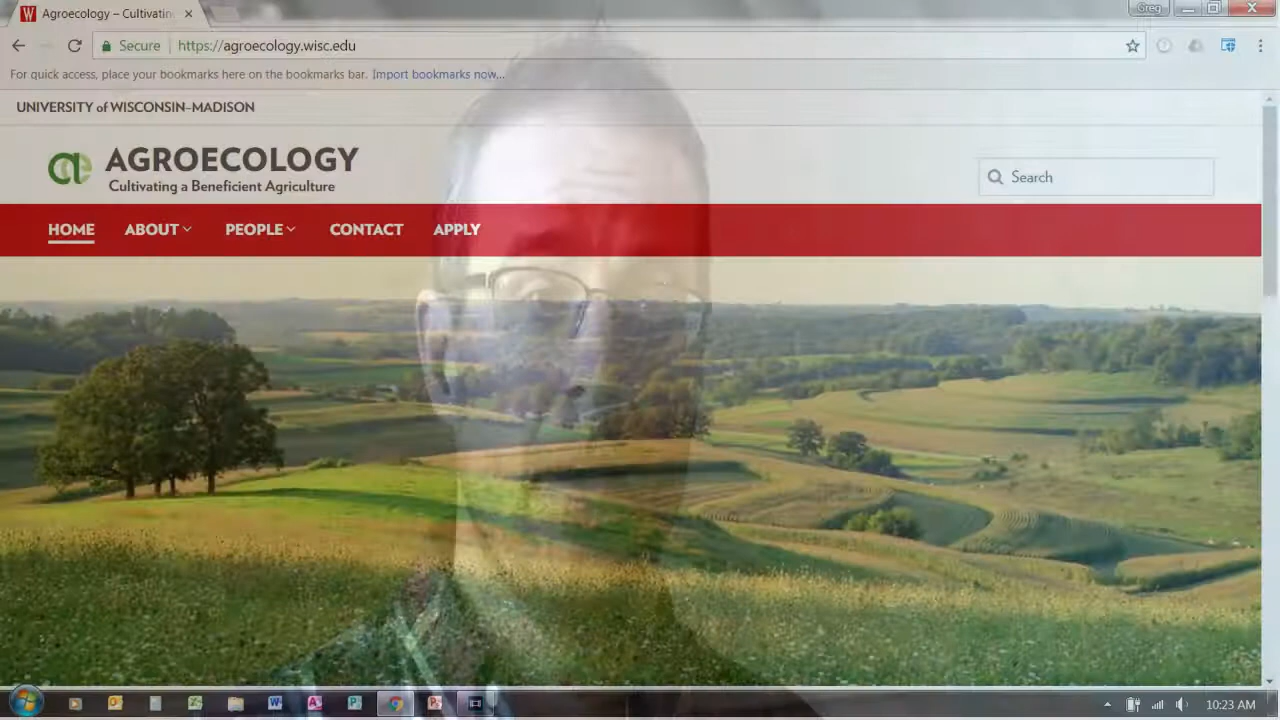 Agroecology – Cultivatin
Greg
Secure
https://agroecology.wisc.edu
For quick access, place your bookmarks here on the bookmarks bar. Import bookmarks now...
UNIVERSITY of WISCONSIN–MADISON
AGROECOLOGY
Cultivating a Beneficient Agriculture
Search
HOME ABOUT PEOPLE CONTACT APPLY
10:23 AM